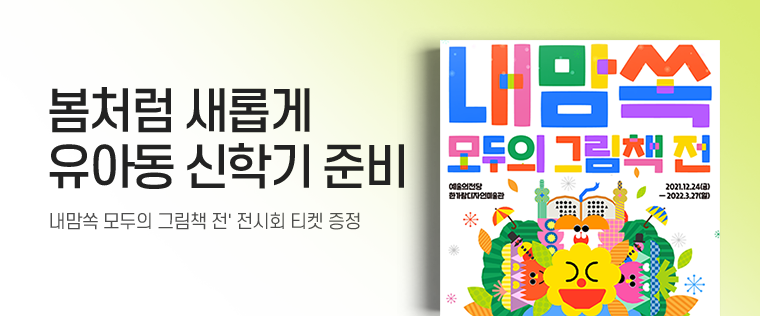 봄처럼 새롭게
유아동 신학기 준비
내맘쏙 모두의 그림책 전' 전시회 티켓 증정
내맘쏙
모두의 그림책 전
예술의전당
한가람디자인미술관
2021.12.24(금)
— 2022.3.27(일)